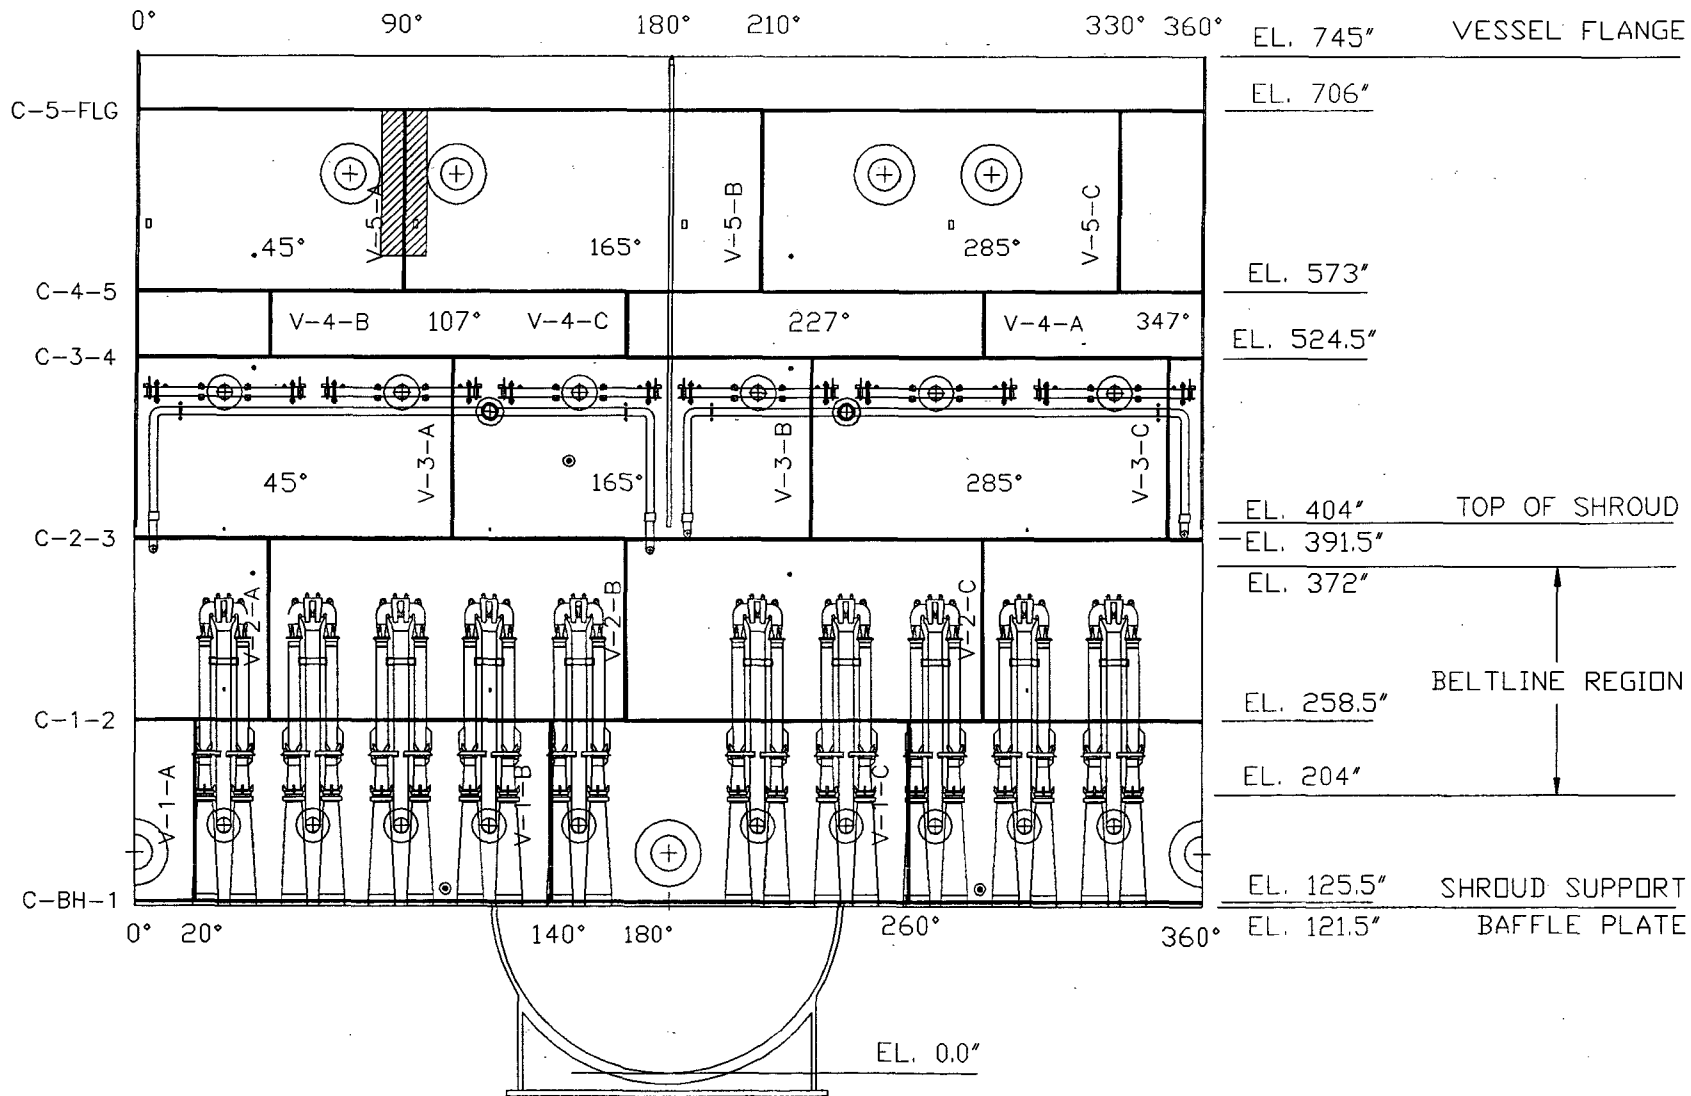 0° 90° 180° 210° 330° 360°
EL. 745" VESSEL FLANGE
C-5-FLG EL. 706"
V-5-A V-5-B V-5-C
45° 165° 285°
C-4-5 EL. 573"
V-4-B 107° V-4-C 227° V-4-A 347°
C-3-4 EL. 524.5"
V-3-A V-3-B V-3-C
45° 165° 285°
EL. 404" TOP OF SHROUD
C-2-3 EL. 391.5"
EL. 372"
V-2-A V-2-B V-2-C
BELTLINE REGION
C-1-2 EL. 258.5"
EL. 204"
V-1-A V-1-B V-1-C
C-BH-1 EL. 125.5" SHROUD SUPPORT
0° 20° 140° 180° 260° 360° EL. 121.5" BAFFLE PLATE
EL. 0.0"